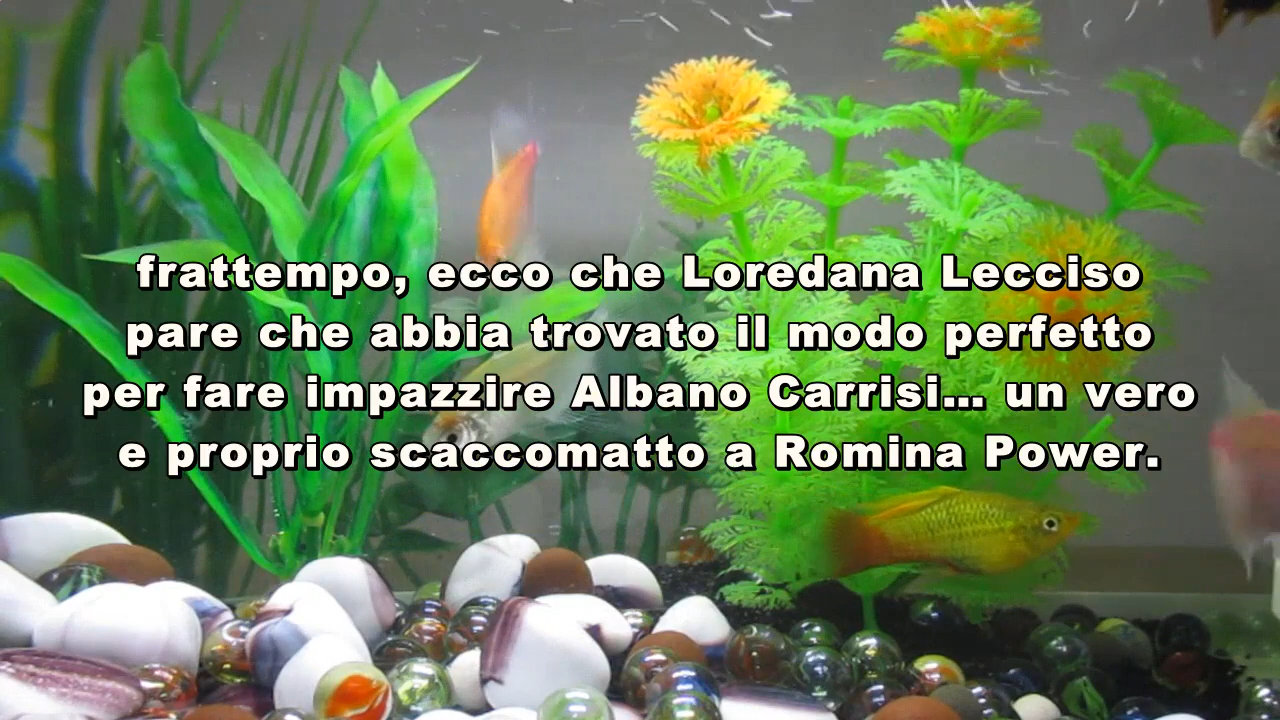 frattempo, ecco che Loredana Lecciso
pare che abbia trovato il modo perfetto
per fare impazzire Albano Carrisi... un vero
e proprio scaccomatto a Romina Power.